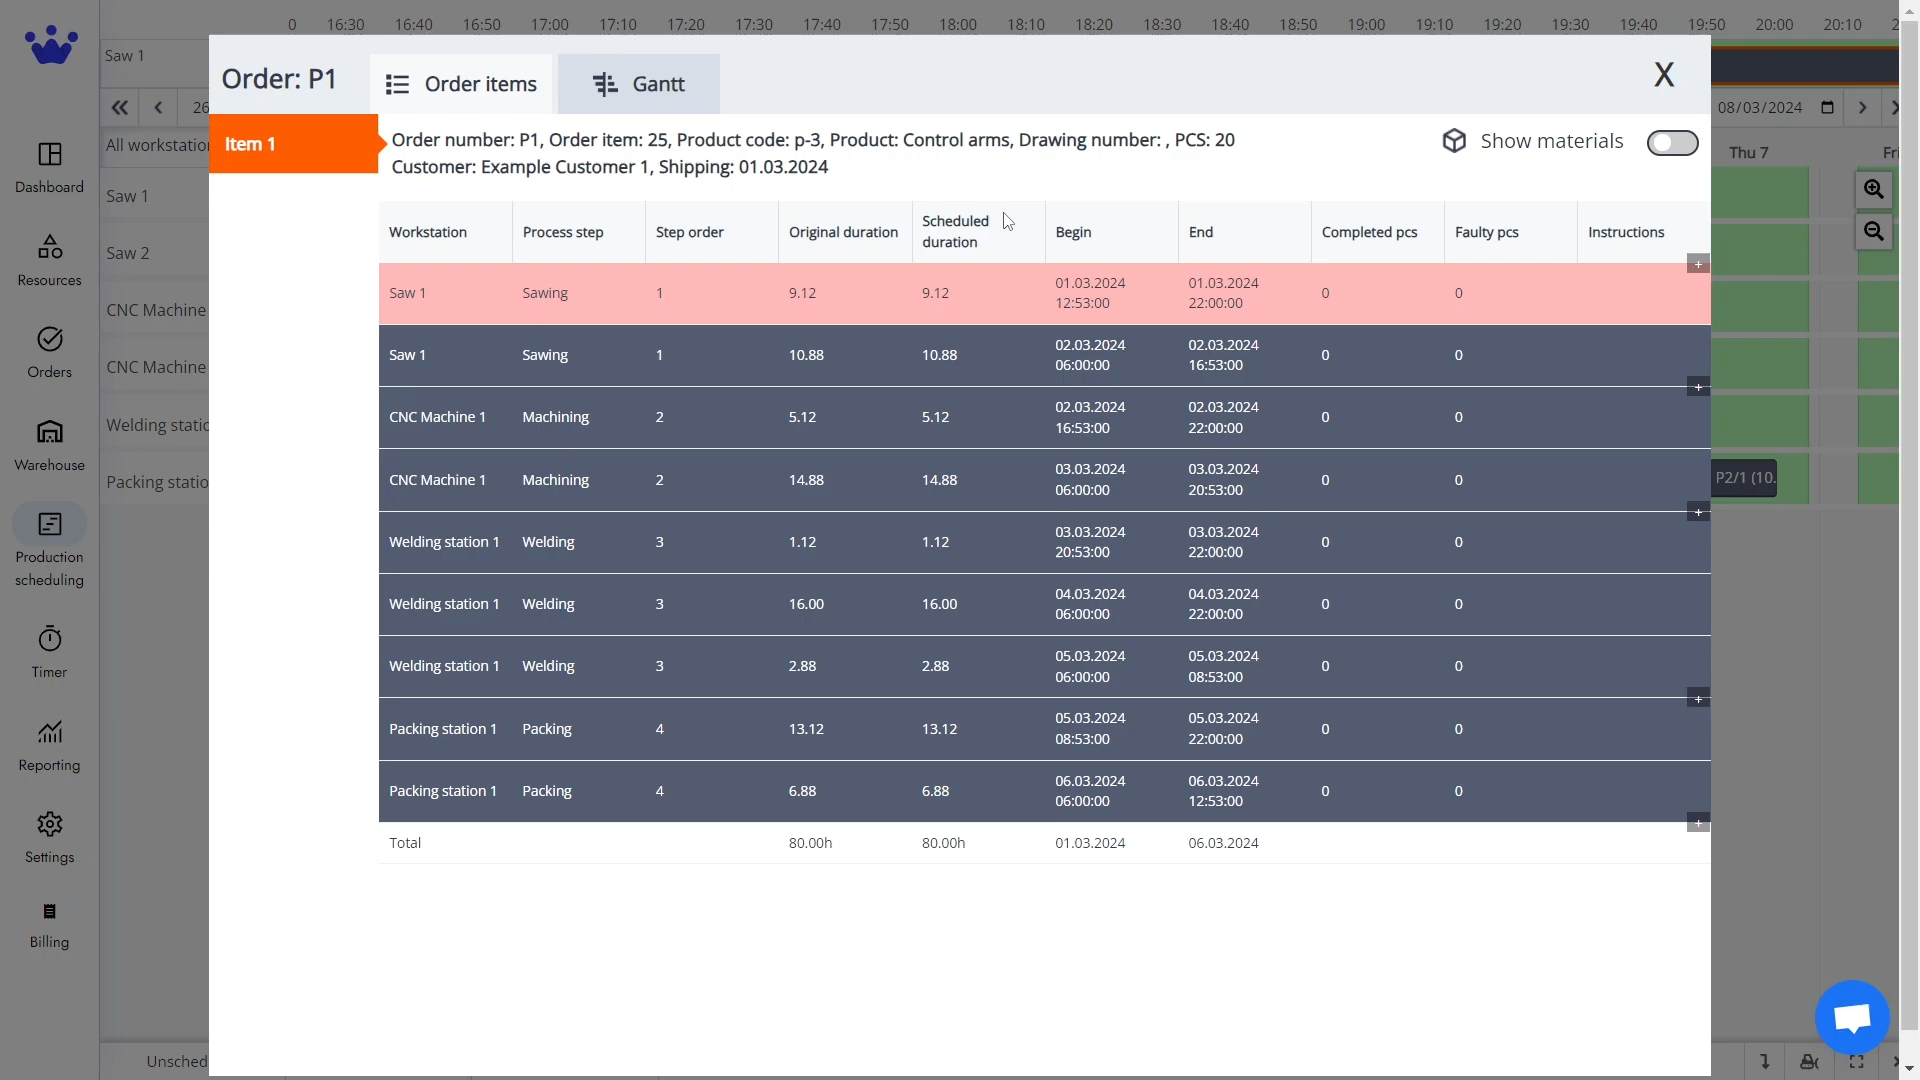 0 16:30 16:40 16:50 17:00 17:10 17:20 17:30 17:40 17:50 18:00 18:10 18:20 18:30 18:40 18:50 19:00 19:10 19:20 19:30 19:40 19:50 20:00 20:10 2
Saw 1
Order: P1
Order items
Gantt
X
26
08/03/2024
Item 1
Order number: P1, Order item: 25, Product code: p-3, Product: Control arms, Drawing number: , PCS: 20
Customer: Example Customer 1, Shipping: 01.03.2024
Show materials
All workstation
Saw 1
Saw 2
CNC Machine
CNC Machine
Welding static
Packing statio
Thu 7
Fri
P2/1 (10.
Dashboard
Resources
Orders
Warehouse
Production
scheduling
Timer
Reporting
Settings
Billing
Workstation Process step Step order Original duration Scheduled duration Begin End Completed pcs Faulty pcs Instructions
+
Saw 1 Sawing 1 9.12 9.12 01.03.2024 12:53:00 01.03.2024 22:00:00 0 0
Saw 1 Sawing 1 10.88 10.88 02.03.2024 06:00:00 02.03.2024 16:53:00 0 0
+
CNC Machine 1 Machining 2 5.12 5.12 02.03.2024 16:53:00 02.03.2024 22:00:00 0 0
CNC Machine 1 Machining 2 14.88 14.88 03.03.2024 06:00:00 03.03.2024 20:53:00 0 0
+
Welding station 1 Welding 3 1.12 1.12 03.03.2024 20:53:00 03.03.2024 22:00:00 0 0
Welding station 1 Welding 3 16.00 16.00 04.03.2024 06:00:00 04.03.2024 22:00:00 0 0
Welding station 1 Welding 3 2.88 2.88 05.03.2024 06:00:00 05.03.2024 08:53:00 0 0
+
Packing station 1 Packing 4 13.12 13.12 05.03.2024 08:53:00 05.03.2024 22:00:00 0 0
Packing station 1 Packing 4 6.88 6.88 06.03.2024 06:00:00 06.03.2024 12:53:00 0 0
+
Total 80.00h 80.00h 01.03.2024 06.03.2024
Unsched